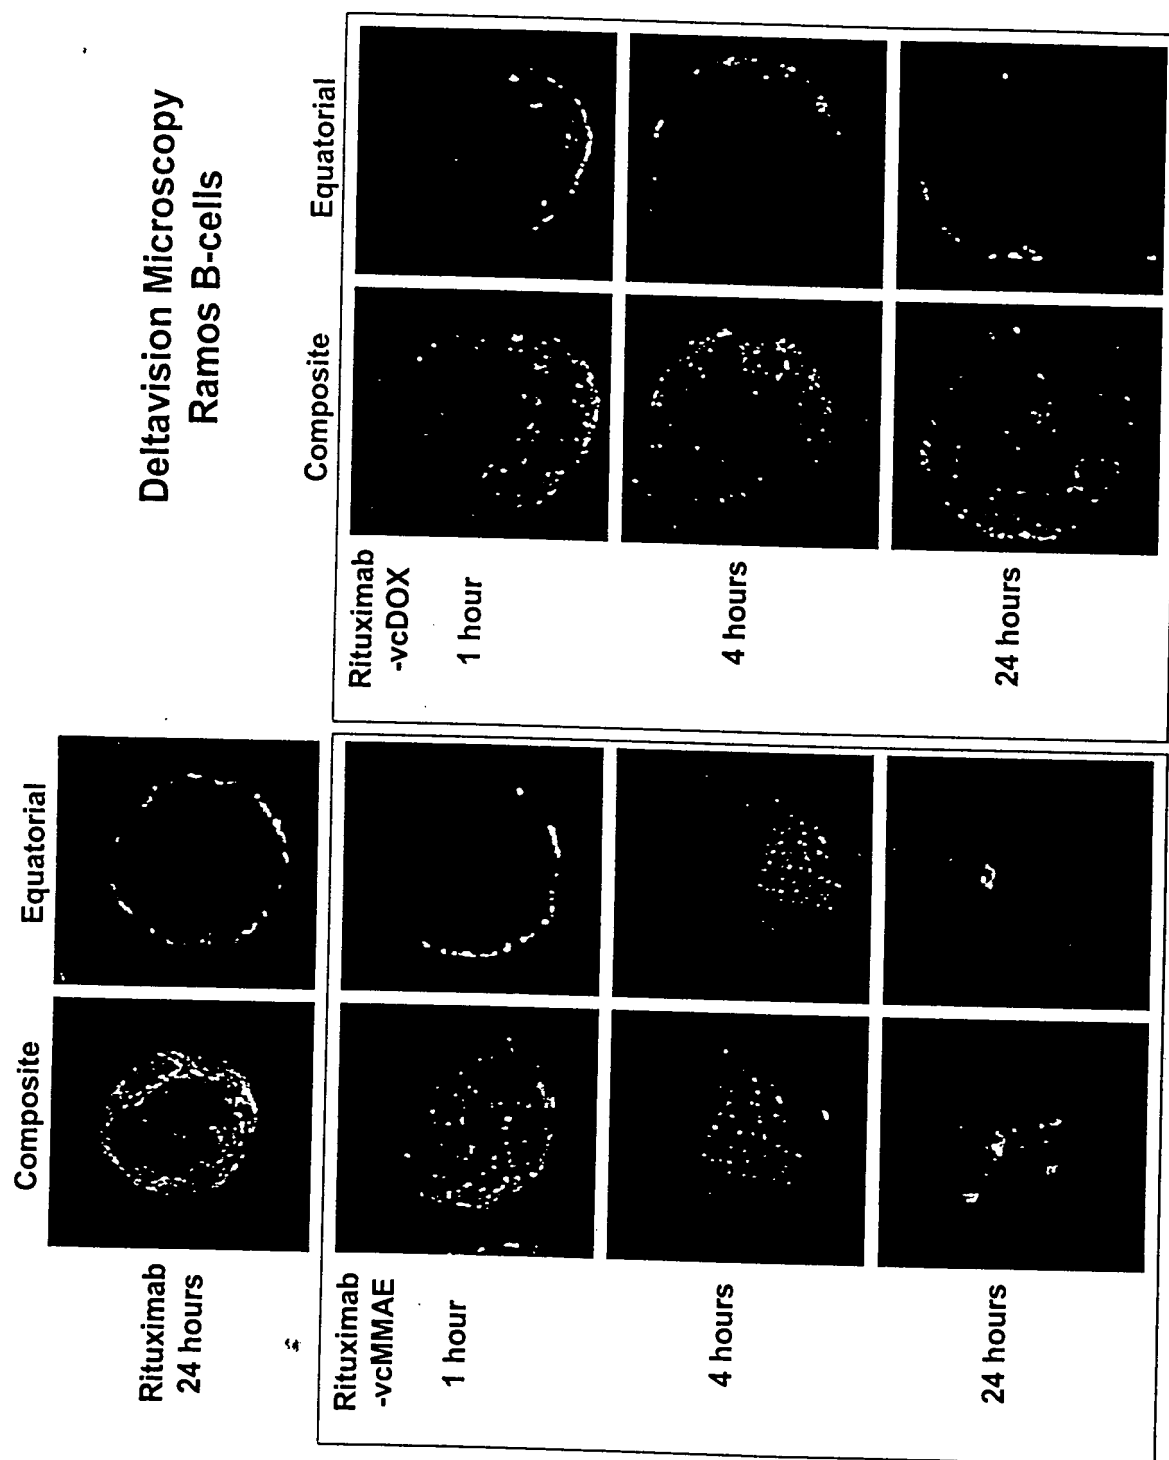 Deltavision Microscopy
Ramos B-cells
Composite
Equatorial
Rituximab
24 hours
Rituximab
-vcMMAE
1 hour
4 hours
24 hours
Composite
Equatorial
Rituximab
-vcDOX
1 hour
4 hours
24 hours